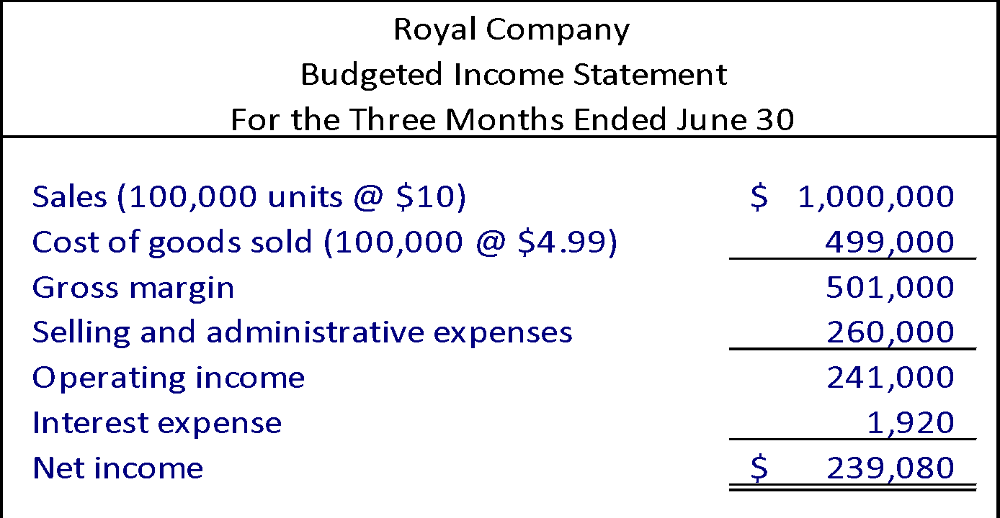 Royal Company
Budgeted Income Statement
For the Three Months Ended June 30
Sales (100,000 units @ $10) $ 1,000,000
Cost of goods sold (100,000 @ $4.99) 499,000
Gross margin 501,000
Selling and administrative expenses 260,000
Operating income 241,000
Interest expense 1,920
Net income $ 239,080